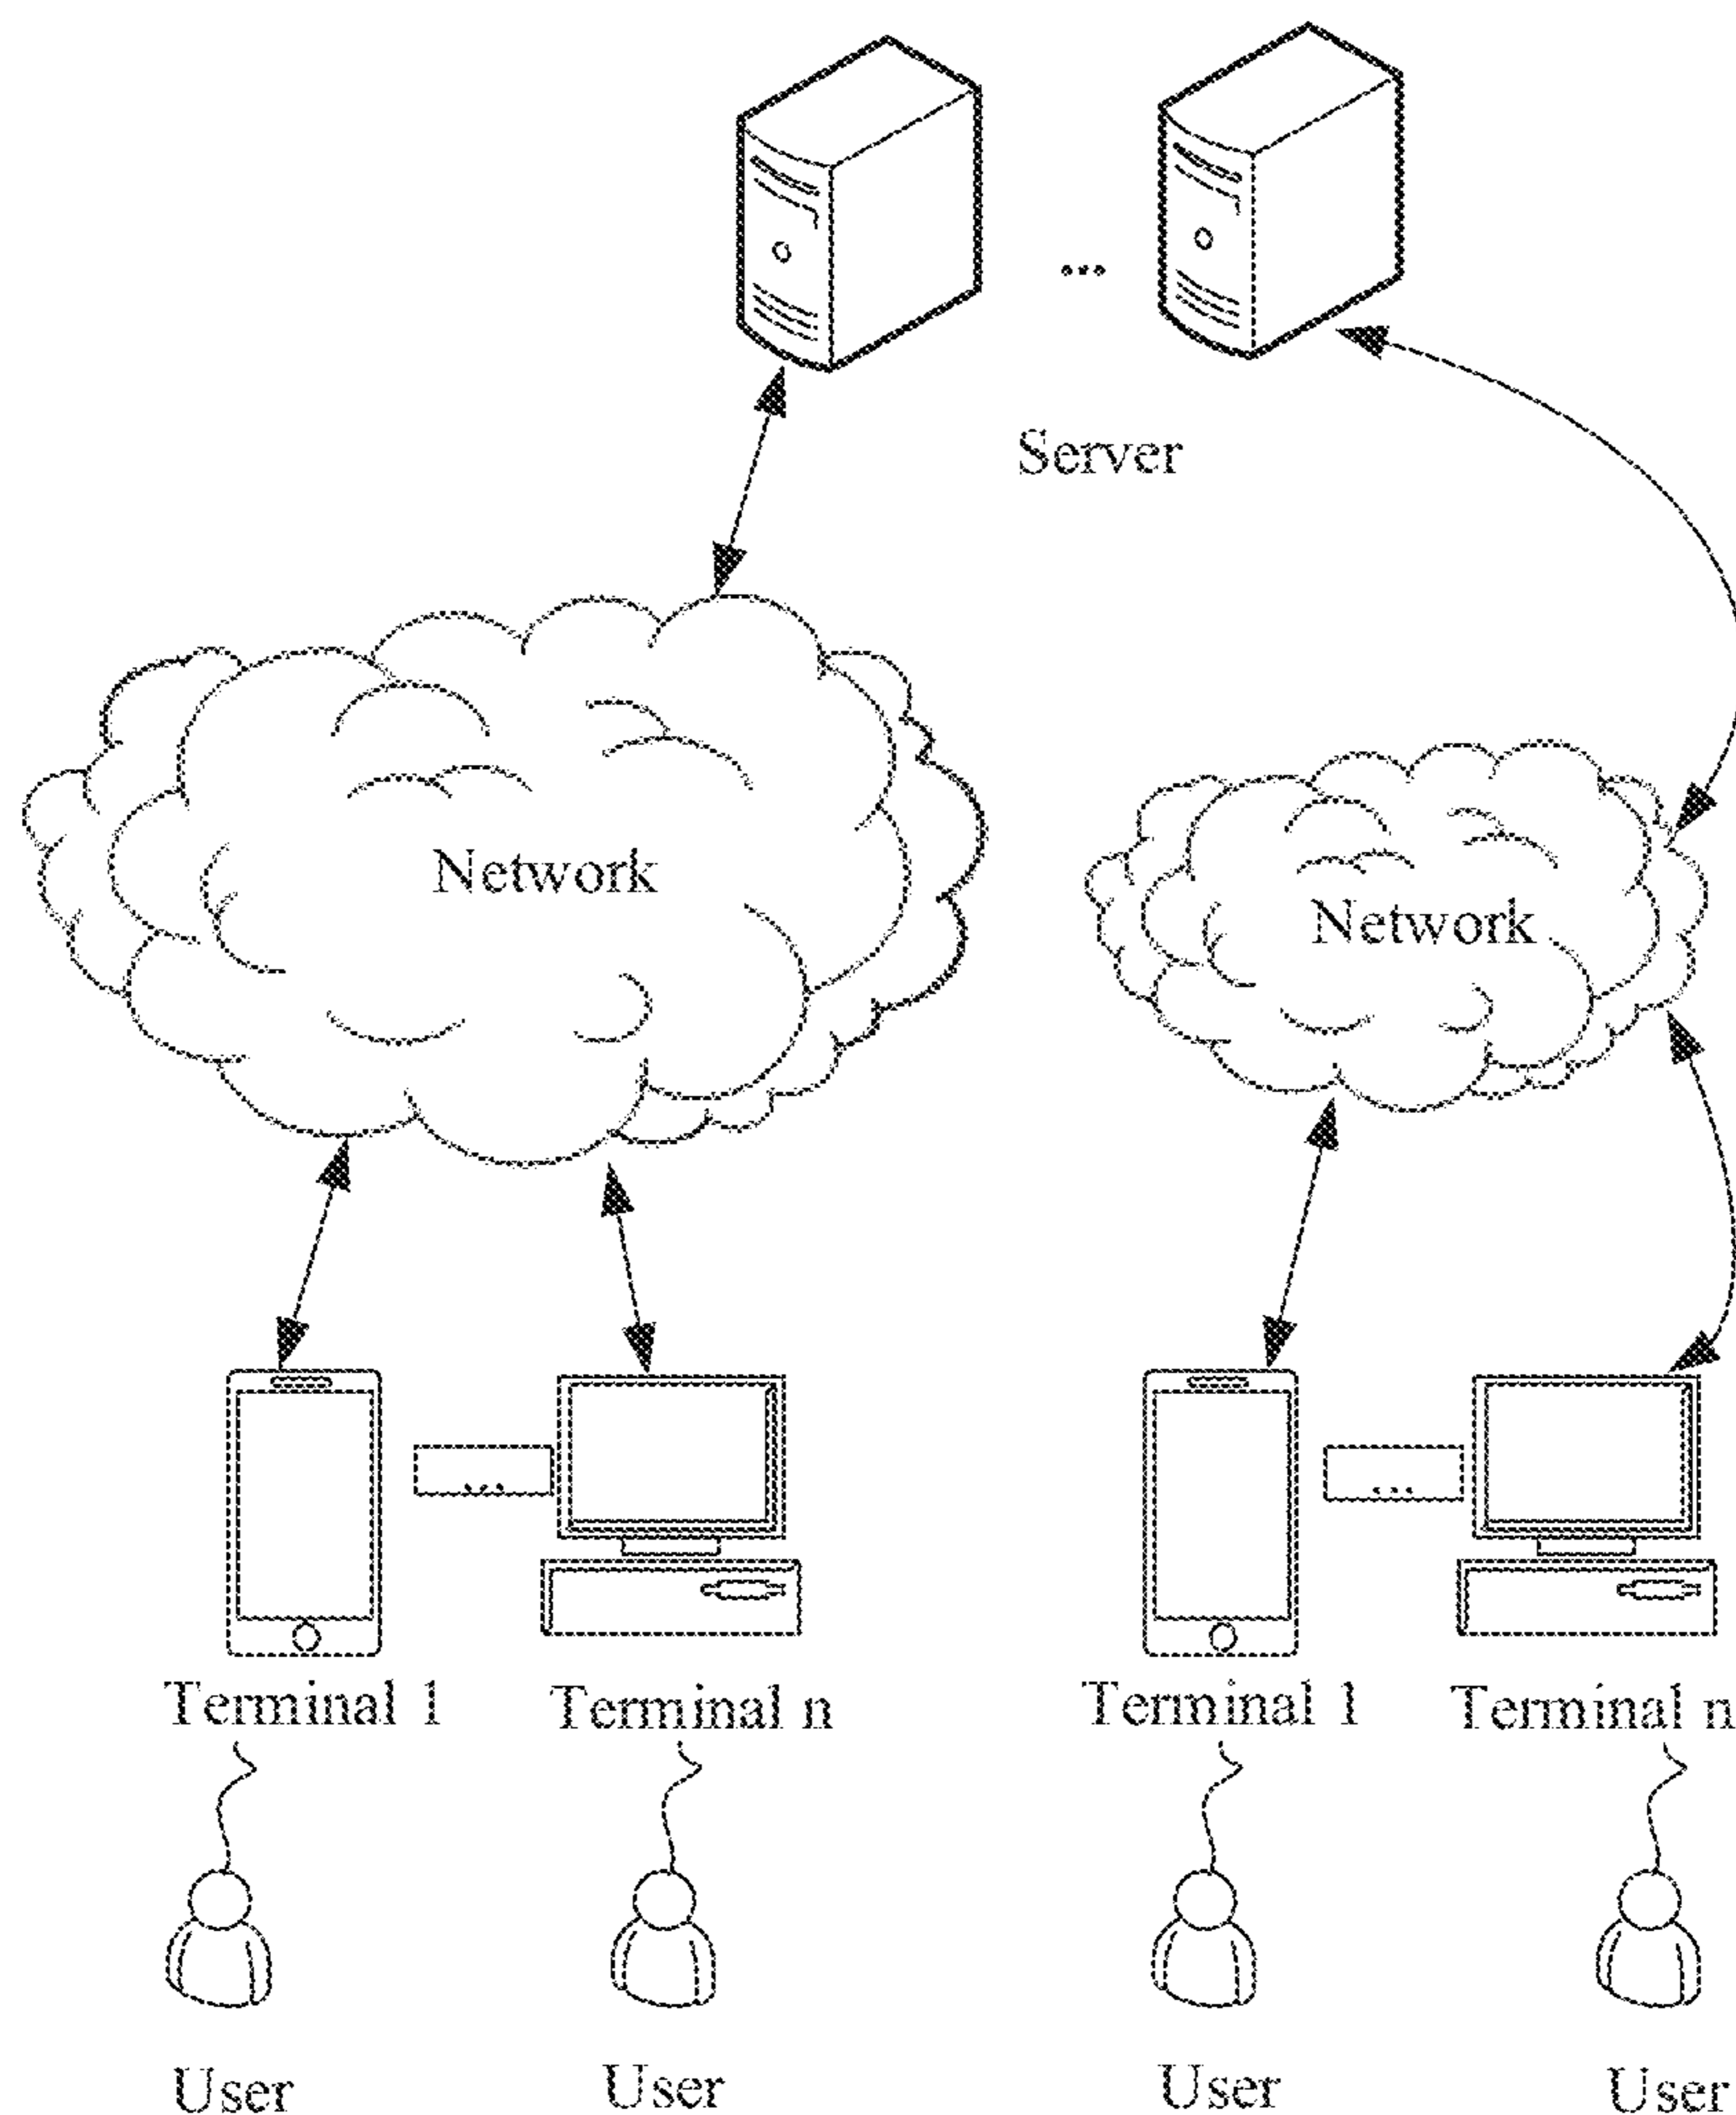 ...
Server
Network
Network
... ...
Terminal 1 Terminal n Terminal 1 Terminal n
User User User User